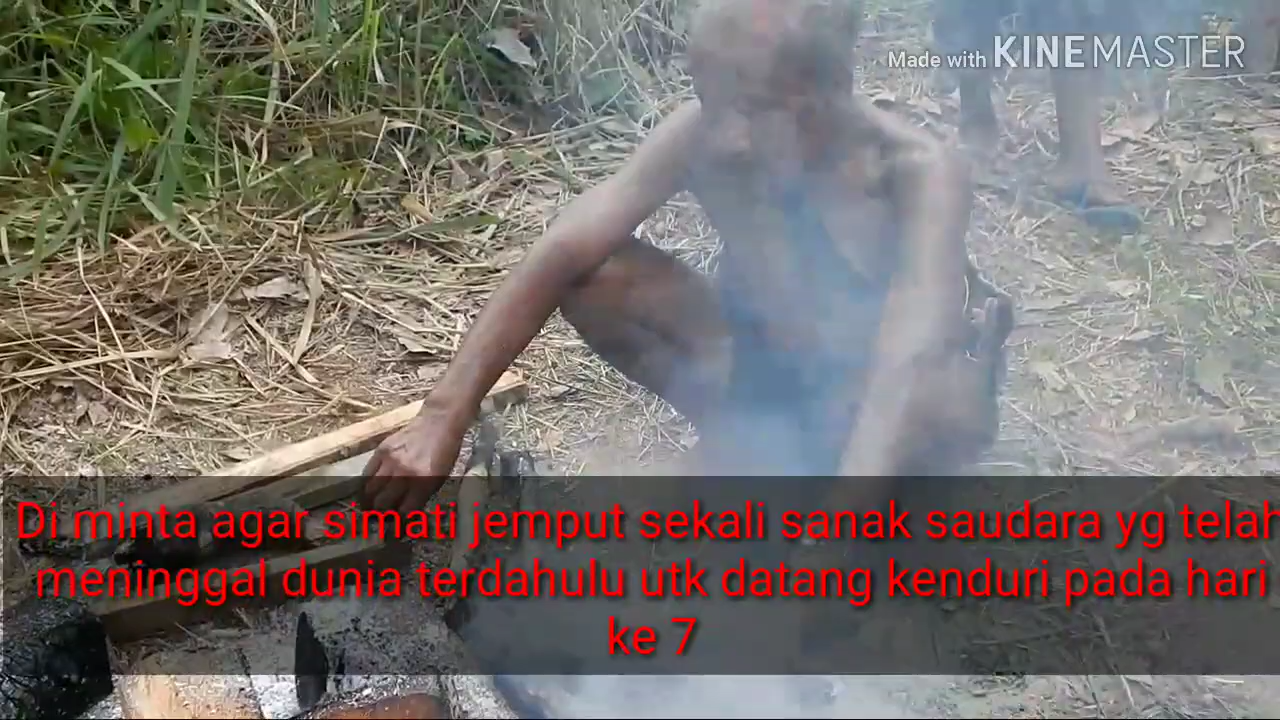 Made with KINEMASTER
Di minta agar simati jemput sekali sanak saudara yg telah
meninggal dunia terdahulu utk datang kenduri pada hari
ke 7